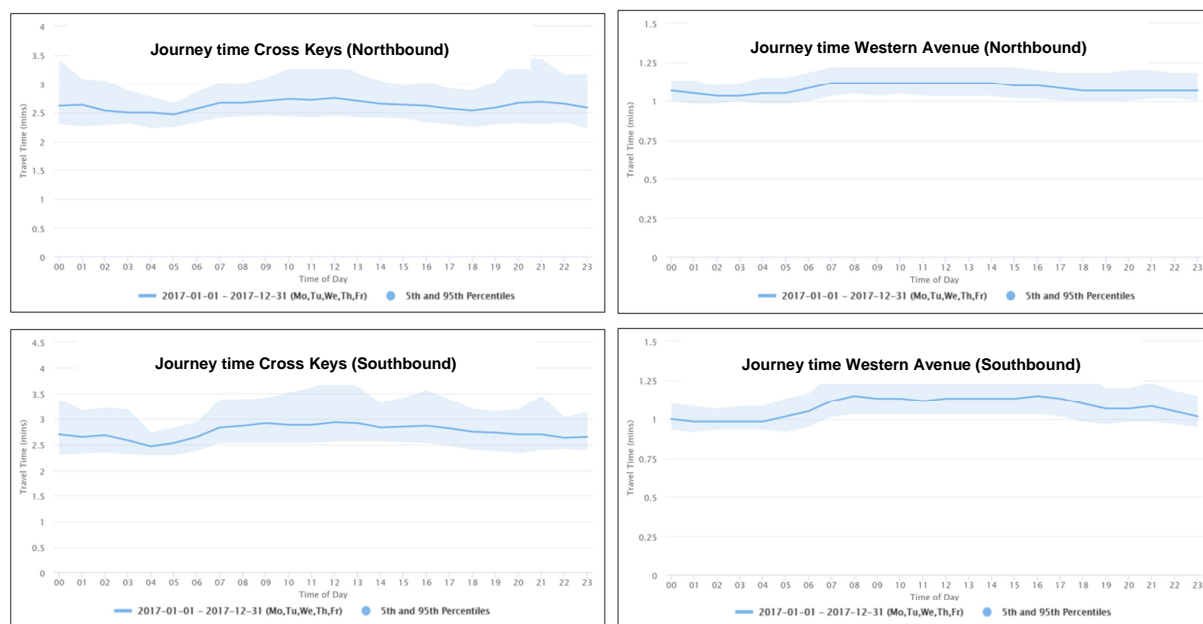 Journey time Cross Keys (Northbound)
4
3.5
3
2.5
2
1.5
1
0.5
0
Travel Time (mins)
00 01 02 03 04 05 06 07 08 09 10 11 12 13 14 15 16 17 18 19 20 21 22 23
Time of Day
2017-01-01 - 2017-12-31 (Mo,Tu,We,Th,Fr) 5th and 95th Percentiles
Journey time Western Avenue (Northbound)
1.5
1.25
1
0.75
0.5
0.25
0
Travel Time (mins)
00 01 02 03 04 05 06 07 08 09 10 11 12 13 14 15 16 17 18 19 20 21 22 23
Time of Day
2017-01-01 - 2017-12-31 (Mo,Tu,We,Th,Fr) 5th and 95th Percentiles
Journey time Cross Keys (Southbound)
4.5
4
3.5
3
2.5
2
1.5
1
0.5
0
Travel Time (mins)
00 01 02 03 04 05 06 07 08 09 10 11 12 13 14 15 16 17 18 19 20 21 22 23
Time of Day
2017-01-01 - 2017-12-31 (Mo,Tu,We,Th,Fr) 5th and 95th Percentiles
Journey time Western Avenue (Southbound)
1.5
1.25
1
0.75
0.5
0.25
0
Travel Time (mins)
00 01 02 03 04 05 06 07 08 09 10 11 12 13 14 15 16 17 18 19 20 21 22 23
Time of Day
2017-01-01 - 2017-12-31 (Mo,Tu,We,Th,Fr) 5th and 95th Percentiles